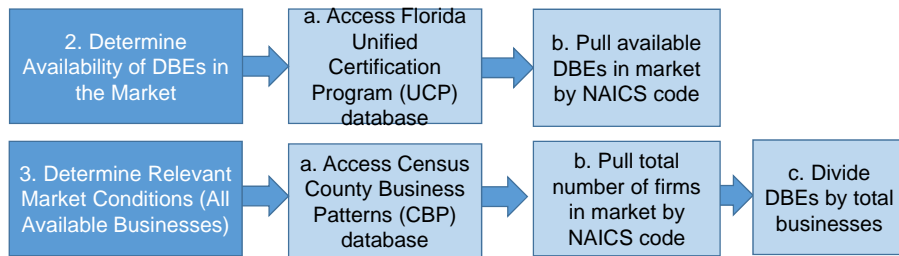 2. Determine
Availability of DBEs in
the Market
a. Access Florida
Unified
Certification
Program (UCP)
database
b. Pull available
DBEs in market
by NAICS code
3. Determine Relevant
Market Conditions (All
Available Businesses)
a. Access Census
County Business
Patterns (CBP)
database
b. Pull total
number of firms
in market by
NAICS code
c. Divide
DBEs by total
businesses